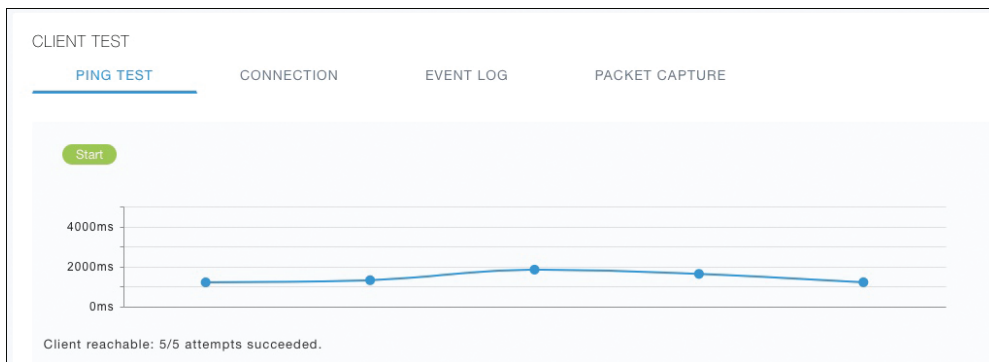 CLIENT TEST
PING TEST CONNECTION EVENT LOG PACKET CAPTURE
Start
4000ms
2000ms
0ms
Client reachable: 5/5 attempts succeeded.